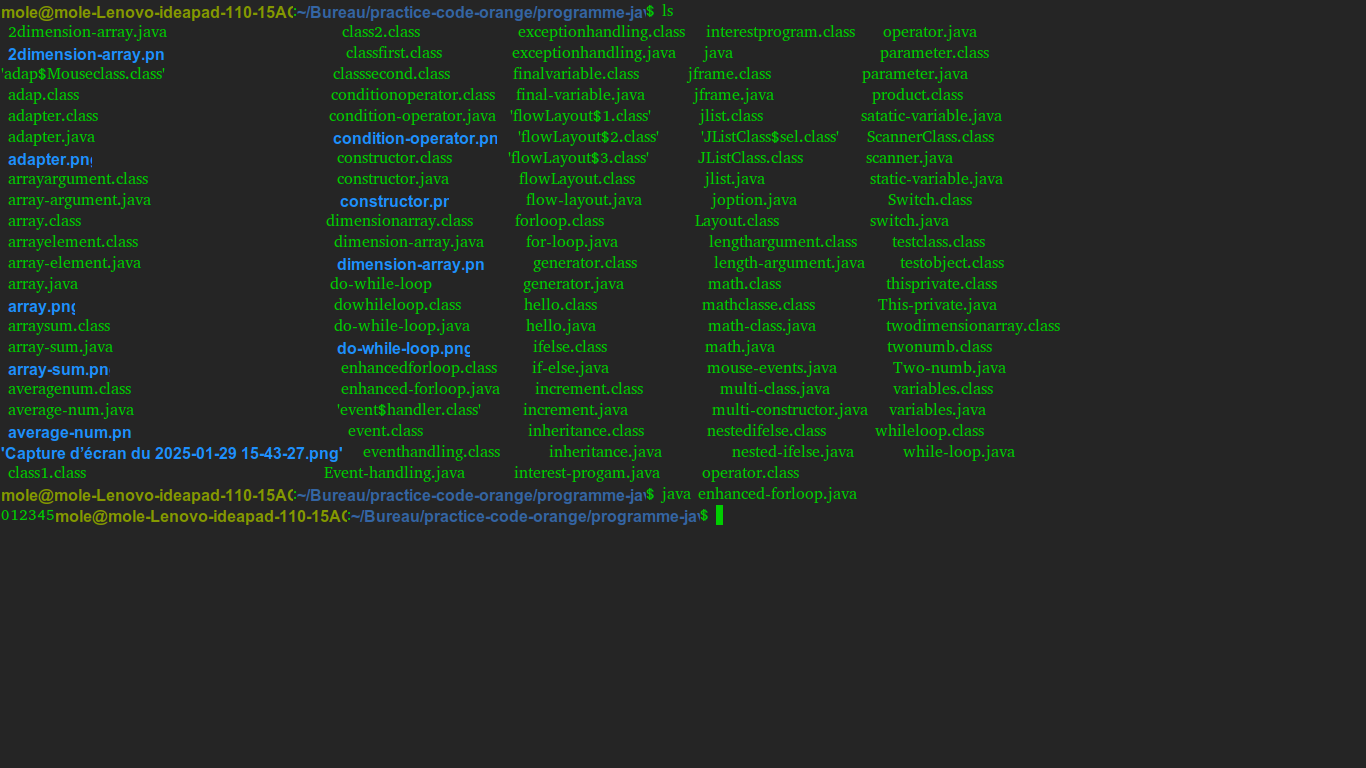 mole@mole-Lenovo-ideapad-110-15AC:~/Bureau/practice-code-orange/programme-jav$ ls
2dimension-array.java class2.class exceptionhandling.class interestprogram.class operator.java
2dimension-array.pn classfirst.class exceptionhandling.java java parameter.class
'adap$Mouseclass.class' classsecond.class finalvariable.class jframe.class parameter.java
adap.class conditionoperator.class final-variable.java jframe.java product.class
adapter.class condition-operator.java 'flowLayout$1.class' jlist.class satatic-variable.java
adapter.java condition-operator.pn 'flowLayout$2.class' 'JListClass$sel.class' ScannerClass.class
adapter.png constructor.class 'flowLayout$3.class' JListClass.class scanner.java
arrayargument.class constructor.java flowLayout.class jlist.java static-variable.java
array-argument.java constructor.pr flow-layout.java joption.java Switch.class
array.class dimensionarray.class forloop.class Layout.class switch.java
arrayelement.class dimension-array.java for-loop.java lengthargument.class testclass.class
array-element.java dimension-array.pn generator.class length-argument.java testobject.class
array.java do-while-loop generator.java math.class thisprivate.class
array.png dowhileloop.class hello.class mathclasse.class This-private.java
arraysum.class do-while-loop.java hello.java math-class.java twodimensionarray.class
array-sum.java do-while-loop.png ifelse.class math.java twonumb.class
array-sum.pn enhancedforloop.class if-else.java mouse-events.java Two-numb.java
averagenum.class enhanced-forloop.java increment.class multi-class.java variables.class
average-num.java 'event$handler.class' increment.java multi-constructor.java variables.java
average-num.pn event.class inheritance.class nestedifelse.class whileloop.class
'Capture d'écran du 2025-01-29 15-43-27.png' eventhandling.class inheritance.java nested-ifelse.java while-loop.java
class1.class Event-handling.java interest-progam.java operator.class
mole@mole-Lenovo-ideapad-110-15AC:~/Bureau/practice-code-orange/programme-jav$ java enhanced-forloop.java
012345mole@mole-Lenovo-ideapad-110-15AC:~/Bureau/practice-code-orange/programme-jav$